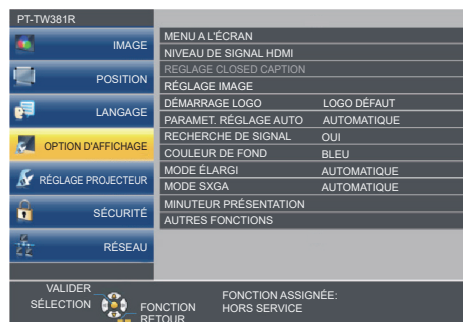 PT-TW381R
IMAGE
POSITION
LANGAGE
OPTION D'AFFICHAGE
RÉGLAGE PROJECTEUR
SÉCURITÉ
RÉSEAU
MENU A L'ÉCRAN
NIVEAU DE SIGNAL HDMI
REGLAGE CLOSED CAPTION
RÉGLAGE IMAGE
DÉMARRAGE LOGO LOGO DÉFAUT
PARAMET. RÉGLAGE AUTO AUTOMATIQUE
RECHERCHE DE SIGNAL OUI
COULEUR DE FOND BLEU
MODE ÉLARGI AUTOMATIQUE
MODE SXGA AUTOMATIQUE
MINUTEUR PRÉSENTATION
AUTRES FONCTIONS
VALIDER
SÉLECTION
FONCTION
RETOUR
FONCTION ASSIGNÉE:
HORS SERVICE